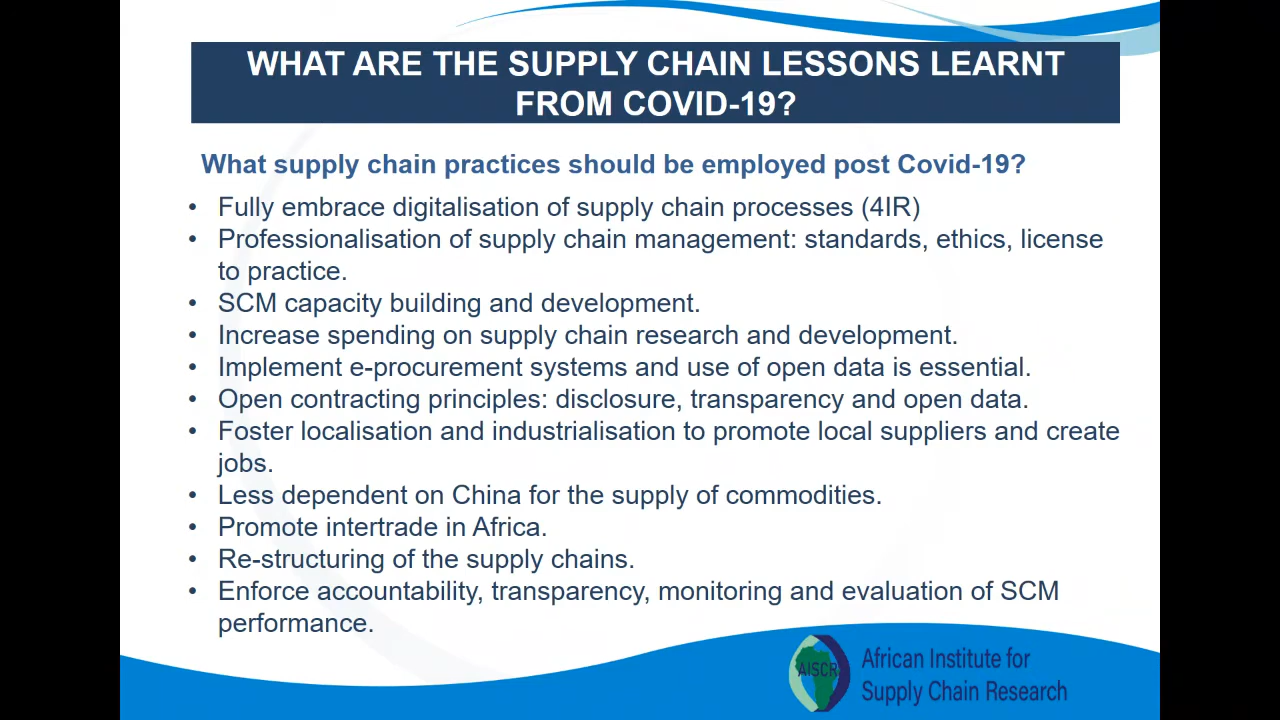 WHAT ARE THE SUPPLY CHAIN LESSONS LEARNT
FROM COVID-19?
What supply chain practices should be employed post Covid-19?
• Fully embrace digitalisation of supply chain processes (4IR)
• Professionalisation of supply chain management: standards, ethics, license
to practice.
• SCM capacity building and development.
• Increase spending on supply chain research and development.
• Implement e-procurement systems and use of open data is essential.
• Open contracting principles: disclosure, transparency and open data.
• Foster localisation and industrialisation to promote local suppliers and create
jobs.
• Less dependent on China for the supply of commodities.
• Promote intertrade in Africa.
• Re-structuring of the supply chains.
• Enforce accountability, transparency, monitoring and evaluation of SCM
performance.
AISCR
African Institute for
Supply Chain Research